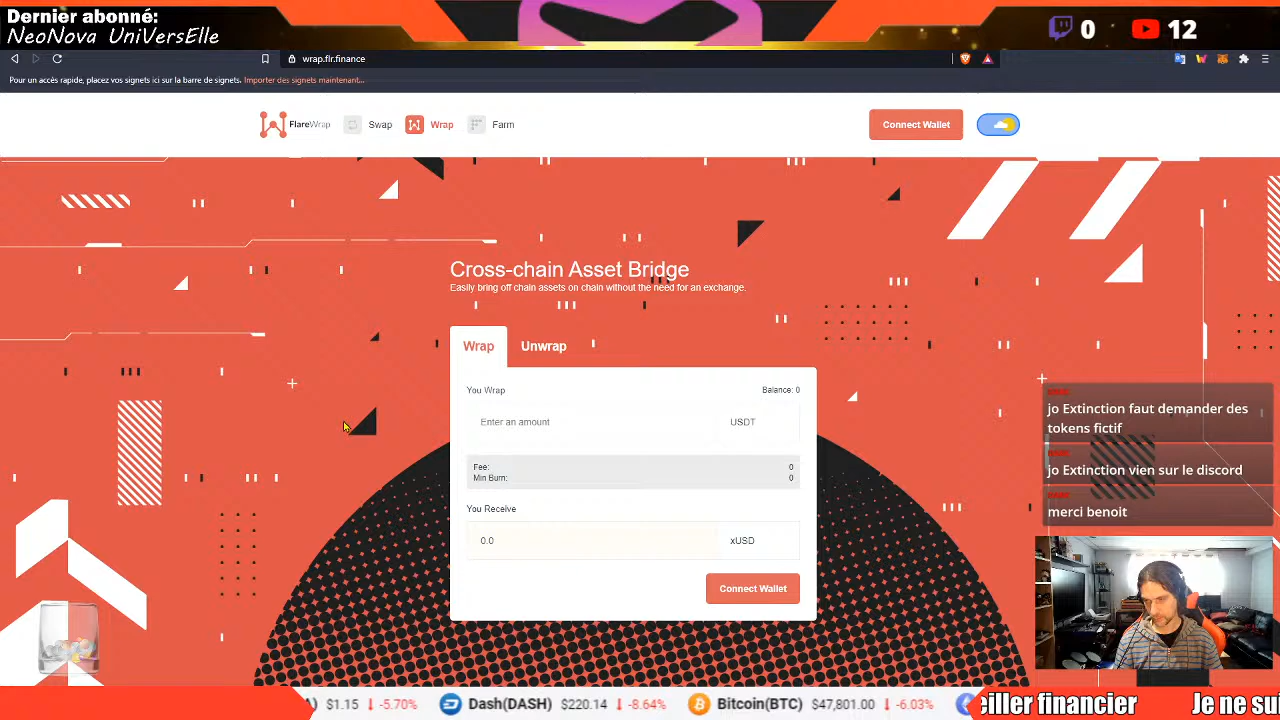 Dernier abonné:
NeoNova UniVersElle
0
12
wrap.flr.finance
Pour un accès rapide, placez vos signets ici sur la barre de signets. Importer des signets maintenant...
FlareWrap
Swap
Wrap
Farm
Connect Wallet
Cross-chain Asset Bridge
Easily bring off chain assets on chain without the need for an exchange.
Wrap
Unwrap
You Wrap
Balance: 0
Enter an amount
USDT
Fee:
0
Min Burn:
0
You Receive
0.0
xUSD
Connect Wallet
jo Extinction faut demander des
tokens fictif
jo Extinction vien sur le discord
merci benoit
) $1.15 ↓ -5.70% Dash(DASH) $220.14 ↓ -8.64% Bitcoin(BTC) $47,801.00 ↓ -6.03%
eiller financier Je ne su